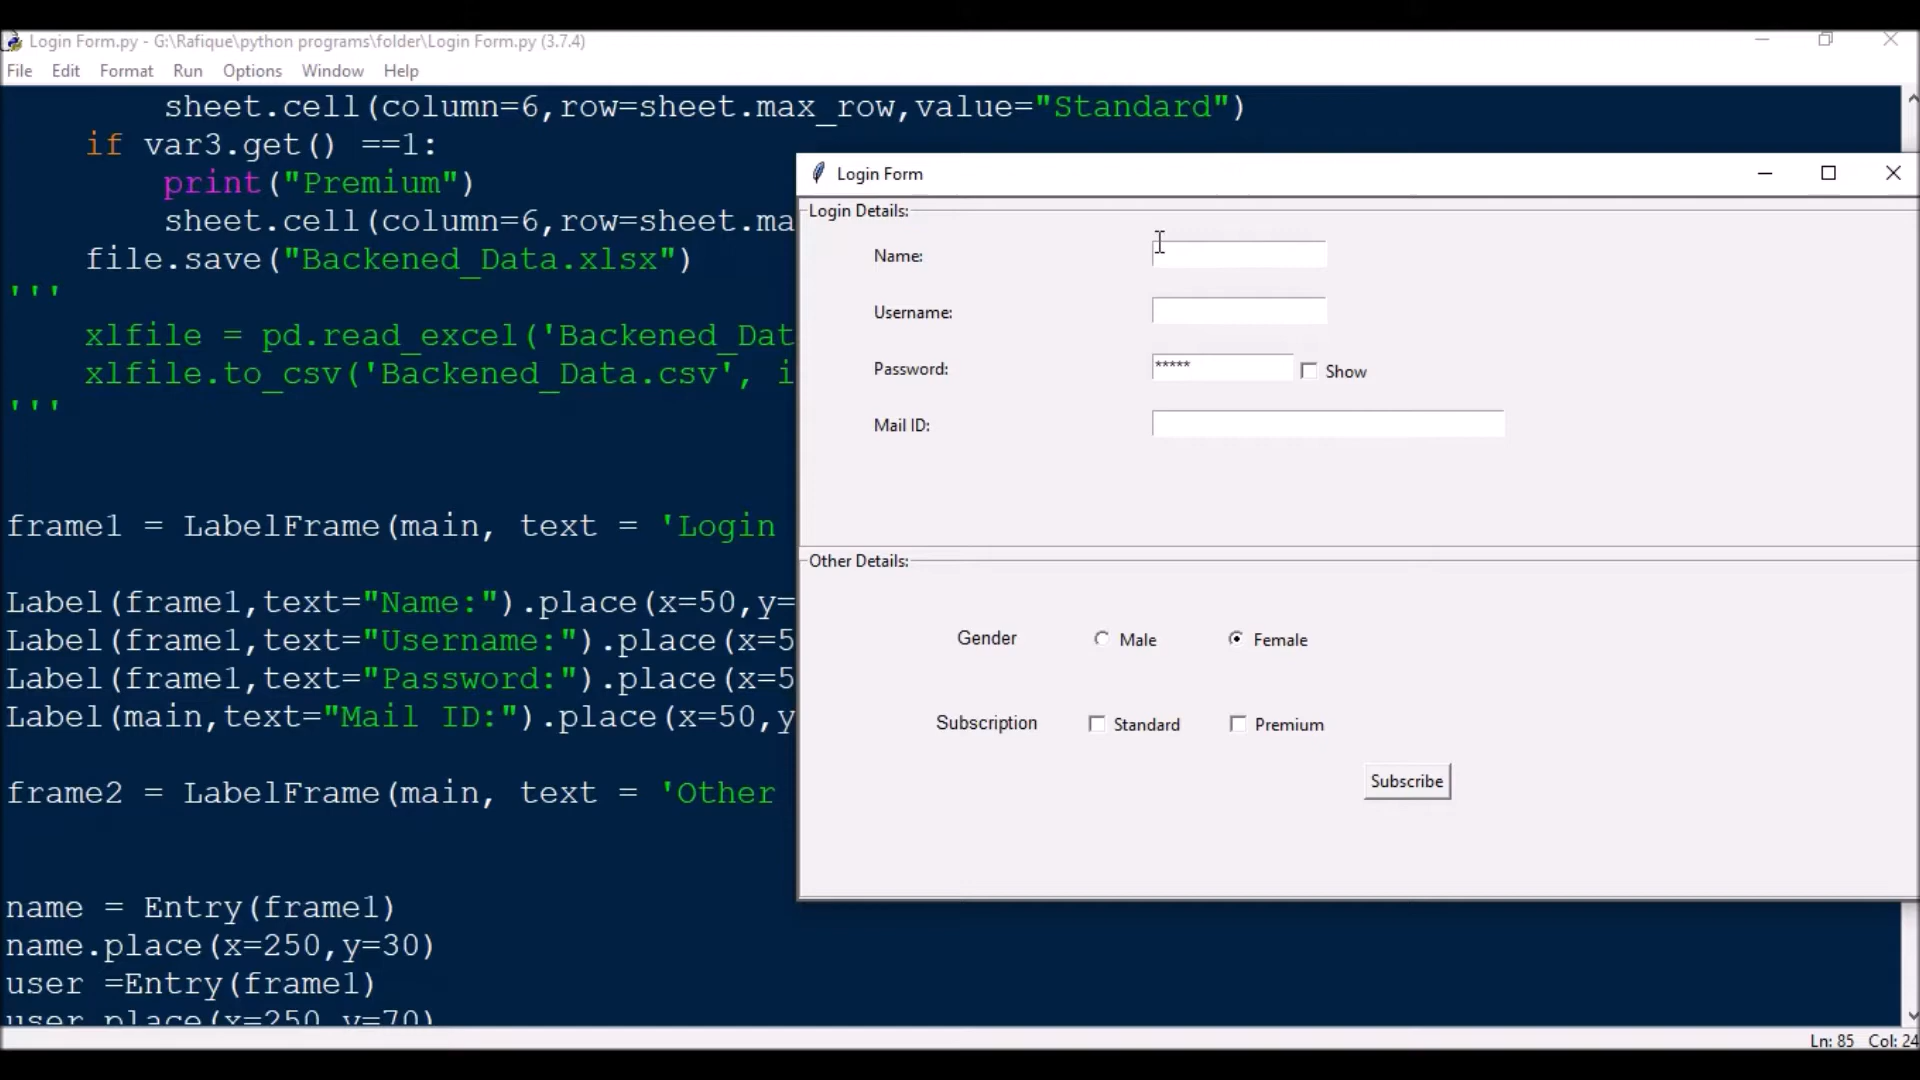 Login Form.py - G:\Rafique\python programs\folder\Login Form.py (3.7.4)
File Edit Format Run Options Window Help
sheet.cell(column=6,row=sheet.max_row,value="Standard")
if var3.get() ==1:
print("Premium")
sheet.cell(column=6,row=sheet.ma
file.save("Backened_Data.xlsx")
'''
xlfile = pd.read_excel('Backened_Dat
xlfile.to_csv('Backened_Data.csv', i
'''
frame1 = LabelFrame(main, text = 'Login
Label(frame1,text="Name:").place(x=50,y=
Label(frame1,text="Username:").place(x=5
Label(frame1,text="Password:").place(x=5
Label(main,text="Mail ID:").place(x=50,y
frame2 = LabelFrame(main, text = 'Other
name = Entry(frame1)
name.place(x=250,y=30)
user =Entry(frame1)
user.place(x=250,y=70)
Login Form
Login Details:
Name:
Username:
Password: ***** Show
Mail ID:
Other Details:
Gender Male Female
Subscription Standard Premium
Subscribe
Ln: 85 Col: 24